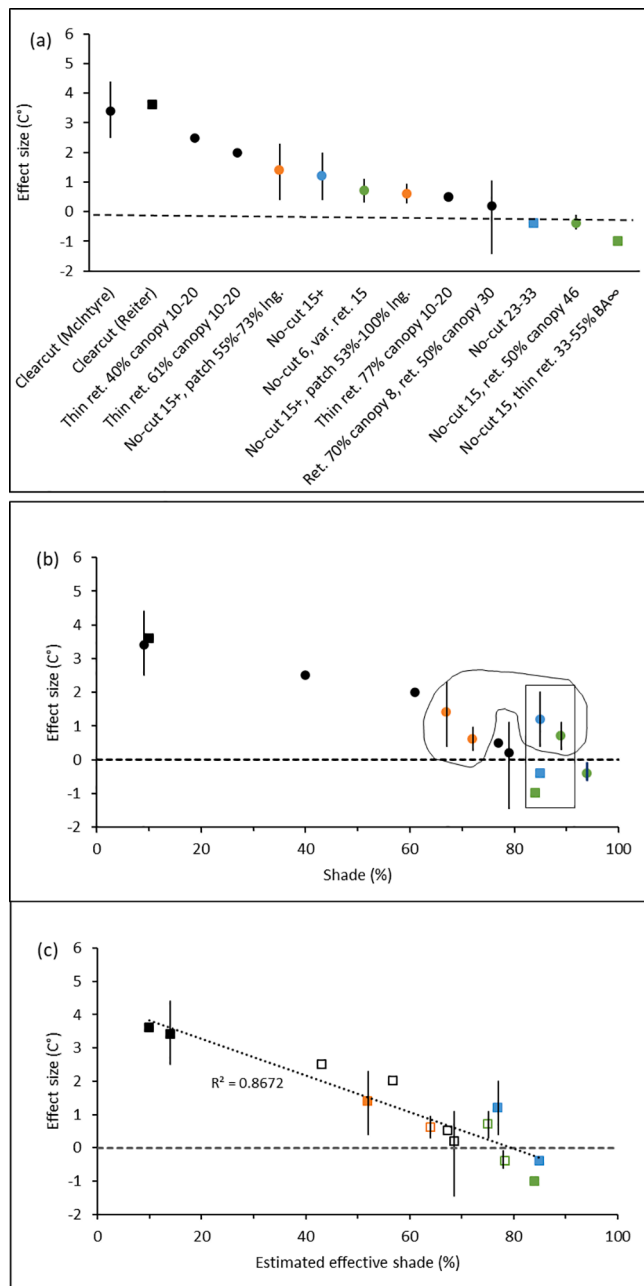 (a)
Effect size (C°)
6
5
4
3
2
1
0
-1
-2
Clearcut (McIntyre)
Clearcut (Reiter)
Thin ret. 40% canopy 10-20
Thin ret. 61% canopy 10-20
No-cut 15+, patch 55%-73% lng.
No-cut 15+
No-cut 6, var. ret. 15
No-cut 15+, patch 53%-100% lng.
Thin ret. 77% canopy 10-20
Ret. 70% canopy 8, ret. 50% canopy 30
No-cut 23-33
No-cut 15, ret. 50% canopy 46
No-cut 15, thin ret. 33-55% BA∞
(b)
Effect size (C°)
6
5
4
3
2
1
0
-1
-2
0 20 40 60 80 100
Shade (%)
(c)
Effect size (C°)
6
5
4
3
2
1
0
-1
-2
R² = 0.8672
0 20 40 60 80 100
Estimated effective shade (%)